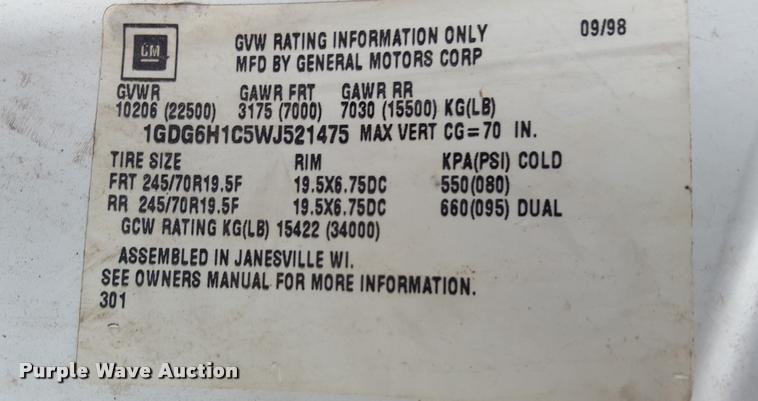 GM
GVW RATING INFORMATION ONLY 09/98
MFD BY GENERAL MOTORS CORP
GVWR GAWR FRT GAWR RR
10206 (22500) 3175 (7000) 7030 (15500) KG(LB)
1GDG6H1C5WJ521475 MAX VERT CG=70 IN.
TIRE SIZE RIM KPA(PSI) COLD
FRT 245/70R19.5F 19.5X6.75DC 550(080)
RR 245/70R19.5F 19.5X6.75DC 660(095) DUAL
GCW RATING KG(LB) 15422 (34000)
ASSEMBLED IN JANESVILLE WI.
SEE OWNERS MANUAL FOR MORE INFORMATION.
301
Purple Wave Auction